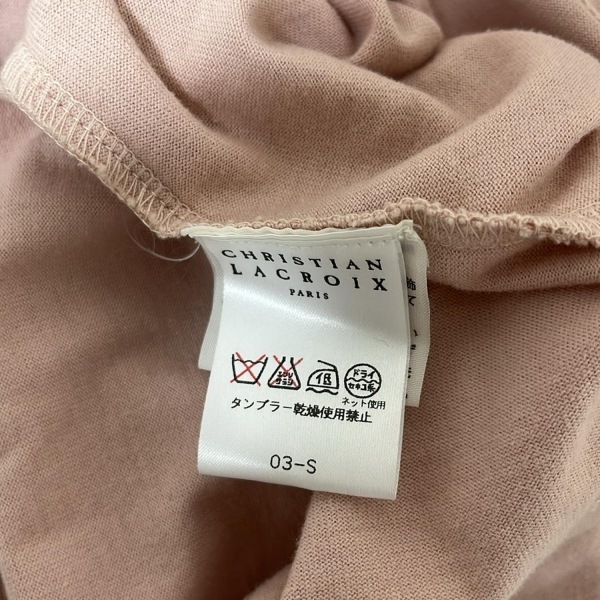 CHRISTIAN
LACROIX
PARIS
エンソ サラシ 低 ドライ セキユ系
ネット使用
タンブラー乾燥使用禁止
03-S